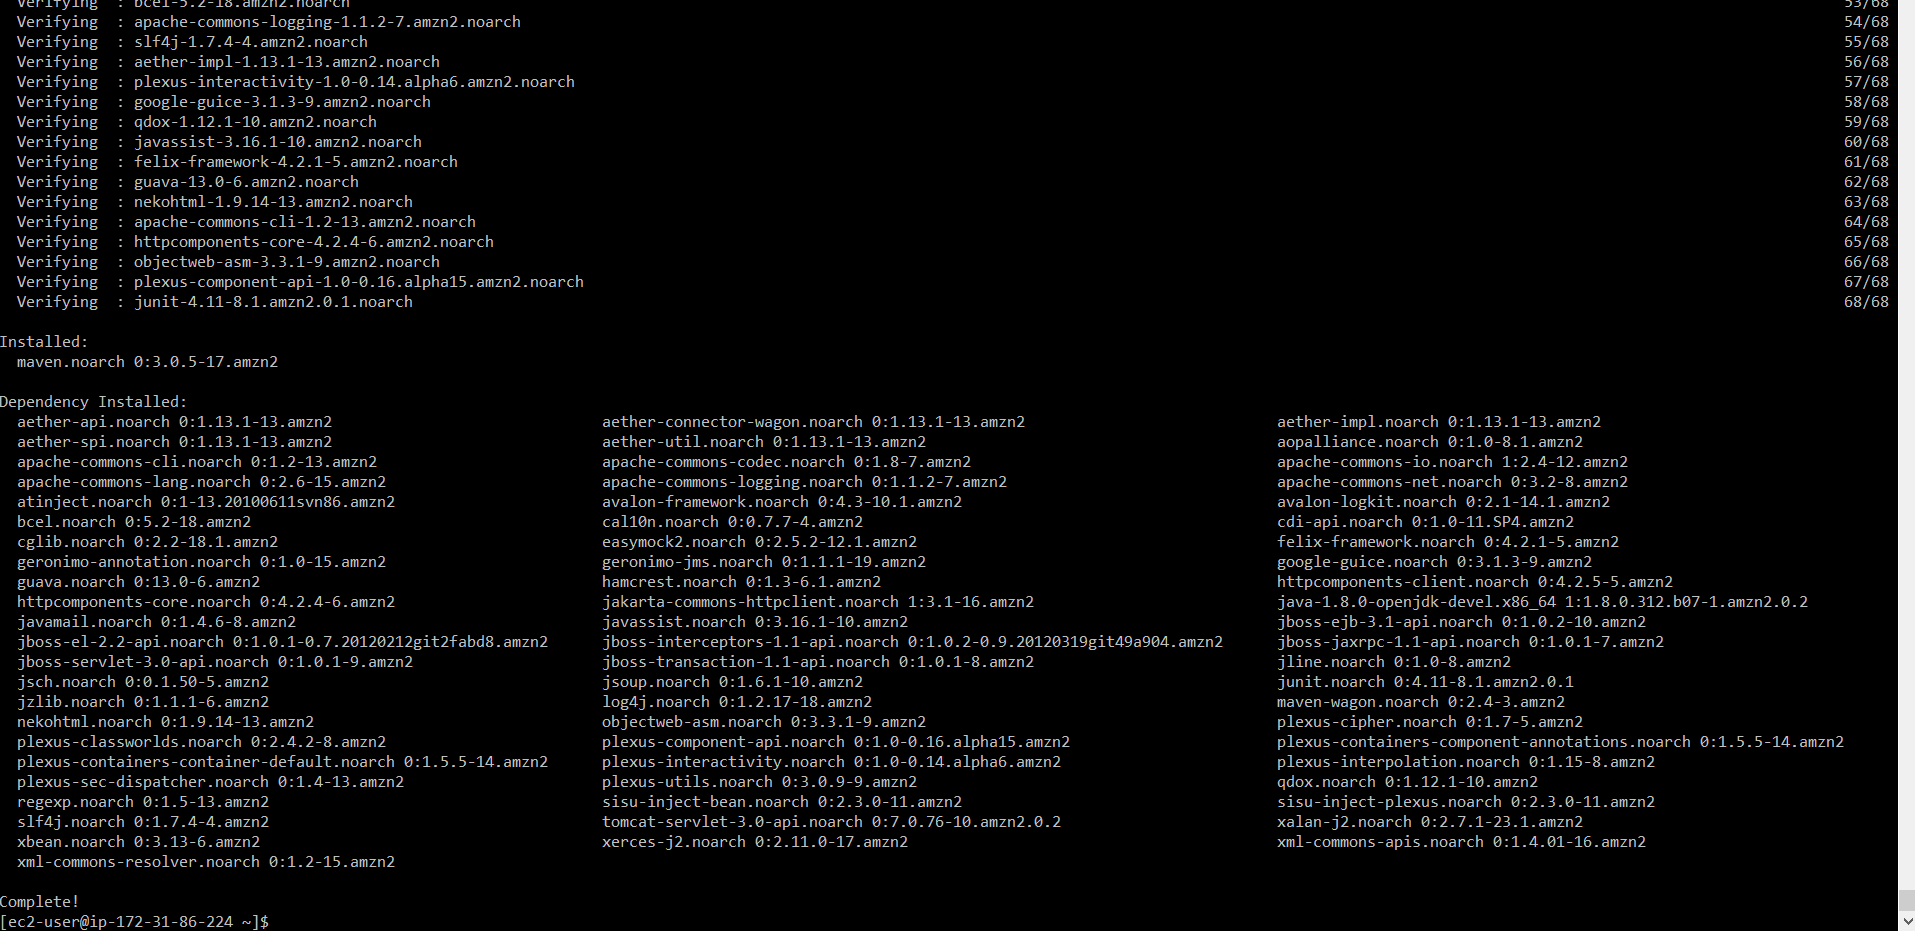 Verifying : bcel-5.2-18.amzn2.noarch 53/68
Verifying : apache-commons-logging-1.1.2-7.amzn2.noarch 54/68
Verifying : slf4j-1.7.4-4.amzn2.noarch 55/68
Verifying : aether-impl-1.13.1-13.amzn2.noarch 56/68
Verifying : plexus-interactivity-1.0-0.14.alpha6.amzn2.noarch 57/68
Verifying : google-guice-3.1.3-9.amzn2.noarch 58/68
Verifying : qdox-1.12.1-10.amzn2.noarch 59/68
Verifying : javassist-3.16.1-10.amzn2.noarch 60/68
Verifying : felix-framework-4.2.1-5.amzn2.noarch 61/68
Verifying : guava-13.0-6.amzn2.noarch 62/68
Verifying : nekohtml-1.9.14-13.amzn2.noarch 63/68
Verifying : apache-commons-cli-1.2-13.amzn2.noarch 64/68
Verifying : httpcomponents-core-4.2.4-6.amzn2.noarch 65/68
Verifying : objectweb-asm-3.3.1-9.amzn2.noarch 66/68
Verifying : plexus-component-api-1.0-0.16.alpha15.amzn2.noarch 67/68
Verifying : junit-4.11-8.1.amzn2.0.1.noarch 68/68
Installed:
maven.noarch 0:3.0.5-17.amzn2
Dependency Installed:
aether-api.noarch 0:1.13.1-13.amzn2 aether-connector-wagon.noarch 0:1.13.1-13.amzn2 aether-impl.noarch 0:1.13.1-13.amzn2
aether-spi.noarch 0:1.13.1-13.amzn2 aether-util.noarch 0:1.13.1-13.amzn2 aopalliance.noarch 0:1.0-8.1.amzn2
apache-commons-cli.noarch 0:1.2-13.amzn2 apache-commons-codec.noarch 0:1.8-7.amzn2 apache-commons-io.noarch 1:2.4-12.amzn2
apache-commons-lang.noarch 0:2.6-15.amzn2 apache-commons-logging.noarch 0:1.1.2-7.amzn2 apache-commons-net.noarch 0:3.2-8.amzn2
atinject.noarch 0:1-13.20100611svn86.amzn2 avalon-framework.noarch 0:4.3-10.1.amzn2 avalon-logkit.noarch 0:2.1-14.1.amzn2
bcel.noarch 0:5.2-18.amzn2 cal10n.noarch 0:0.7.7-4.amzn2 cdi-api.noarch 0:1.0-11.SP4.amzn2
cglib.noarch 0:2.2-18.1.amzn2 easymock2.noarch 0:2.5.2-12.1.amzn2 felix-framework.noarch 0:4.2.1-5.amzn2
geronimo-annotation.noarch 0:1.0-15.amzn2 geronimo-jms.noarch 0:1.1.1-19.amzn2 google-guice.noarch 0:3.1.3-9.amzn2
guava.noarch 0:13.0-6.amzn2 hamcrest.noarch 0:1.3-6.1.amzn2 httpcomponents-client.noarch 0:4.2.5-5.amzn2
httpcomponents-core.noarch 0:4.2.4-6.amzn2 jakarta-commons-httpclient.noarch 1:3.1-16.amzn2 java-1.8.0-openjdk-devel.x86_64 1:1.8.0.312.b07-1.amzn2.0.2
javamail.noarch 0:1.4.6-8.amzn2 javassist.noarch 0:3.16.1-10.amzn2 jboss-ejb-3.1-api.noarch 0:1.0.2-10.amzn2
jboss-el-2.2-api.noarch 0:1.0.1-0.7.20120212git2fabd8.amzn2 jboss-interceptors-1.1-api.noarch 0:1.0.2-0.9.20120319git49a904.amzn2 jboss-jaxrpc-1.1-api.noarch 0:1.0.1-7.amzn2
jboss-servlet-3.0-api.noarch 0:1.0.1-9.amzn2 jboss-transaction-1.1-api.noarch 0:1.0.1-8.amzn2 jline.noarch 0:1.0-8.amzn2
jsch.noarch 0:0.1.50-5.amzn2 jsoup.noarch 0:1.6.1-10.amzn2 junit.noarch 0:4.11-8.1.amzn2.0.1
jzlib.noarch 0:1.1.1-6.amzn2 log4j.noarch 0:1.2.17-18.amzn2 maven-wagon.noarch 0:2.4-3.amzn2
nekohtml.noarch 0:1.9.14-13.amzn2 objectweb-asm.noarch 0:3.3.1-9.amzn2 plexus-cipher.noarch 0:1.7-5.amzn2
plexus-classworlds.noarch 0:2.4.2-8.amzn2 plexus-component-api.noarch 0:1.0-0.16.alpha15.amzn2 plexus-containers-component-annotations.noarch 0:1.5.5-14.amzn2
plexus-containers-container-default.noarch 0:1.5.5-14.amzn2 plexus-interactivity.noarch 0:1.0-0.14.alpha6.amzn2 plexus-interpolation.noarch 0:1.15-8.amzn2
plexus-sec-dispatcher.noarch 0:1.4-13.amzn2 plexus-utils.noarch 0:3.0.9-9.amzn2 qdox.noarch 0:1.12.1-10.amzn2
regexp.noarch 0:1.5-13.amzn2 sisu-inject-bean.noarch 0:2.3.0-11.amzn2 sisu-inject-plexus.noarch 0:2.3.0-11.amzn2
slf4j.noarch 0:1.7.4-4.amzn2 tomcat-servlet-3.0-api.noarch 0:7.0.76-10.amzn2.0.2 xalan-j2.noarch 0:2.7.1-23.1.amzn2
xbean.noarch 0:3.13-6.amzn2 xerces-j2.noarch 0:2.11.0-17.amzn2 xml-commons-apis.noarch 0:1.4.01-16.amzn2
xml-commons-resolver.noarch 0:1.2-15.amzn2
Complete!
[ec2-user@ip-172-31-86-224 ~]$